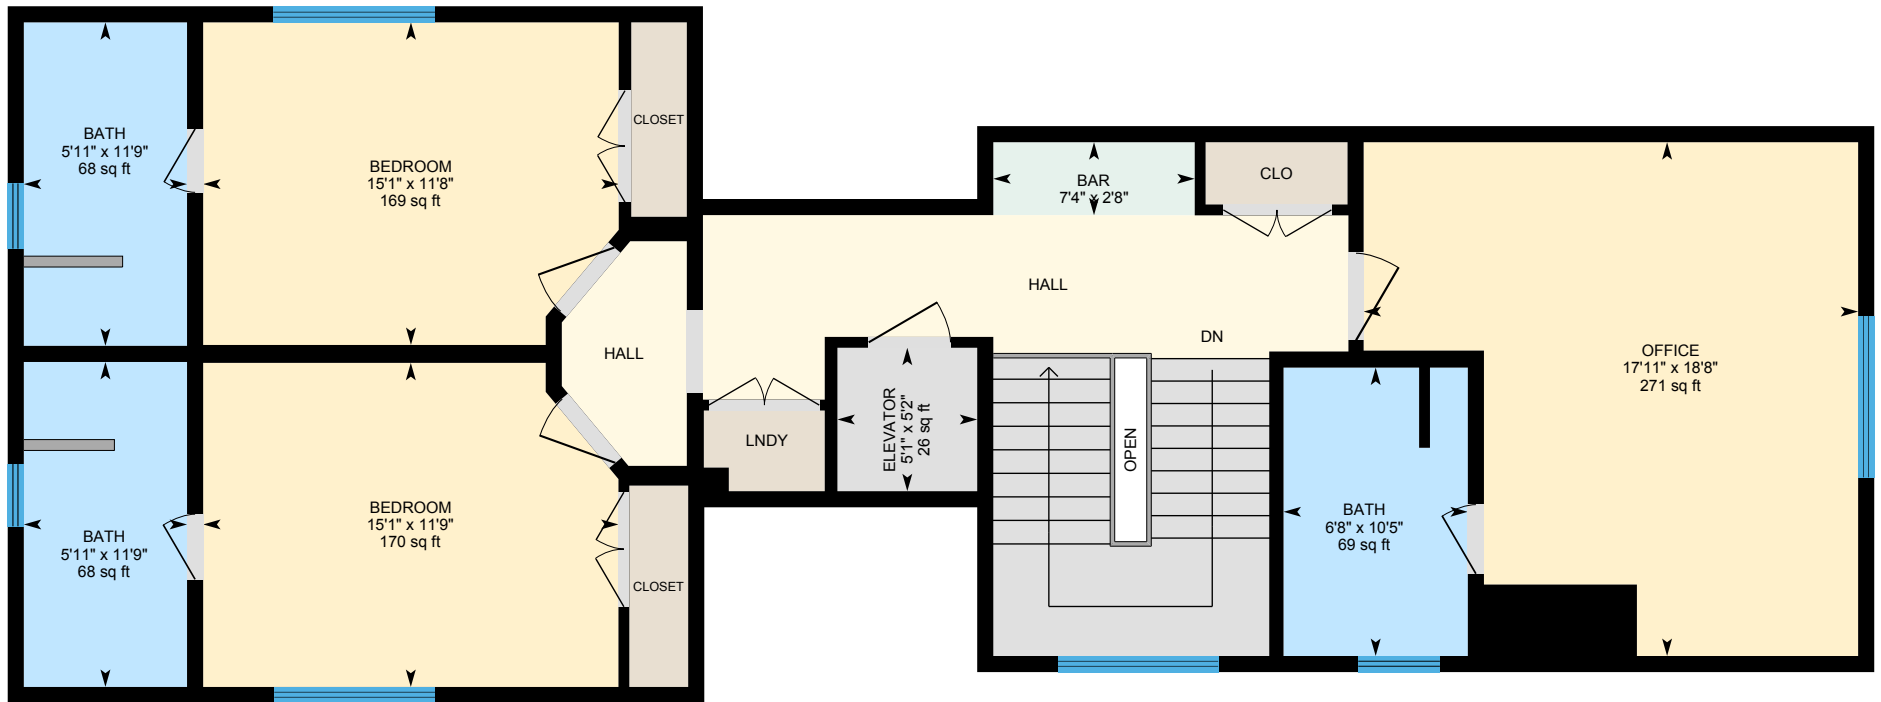 BATH
5'11" x 11'9"
68 sq ft
BEDROOM
15'1" x 11'8"
169 sq ft
CLOSET
BAR
7'4" x 2'8"
CLO
HALL
HALL
DN
OFFICE
17'11" x 18'8"
271 sq ft
LNDY
ELEVATOR
5'1" x 5'2"
26 sq ft
OPEN
BATH
6'8" x 10'5"
69 sq ft
BATH
5'11" x 11'9"
68 sq ft
BEDROOM
15'1" x 11'9"
170 sq ft
CLOSET